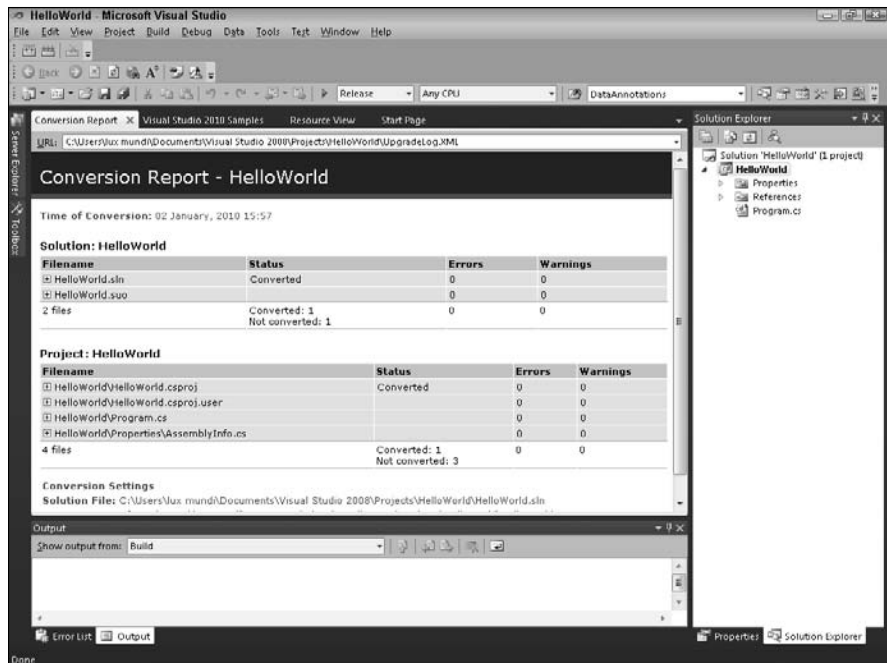 HelloWorld - Microsoft Visual Studio
File Edit View Project Build Debug Data Tools Test Window Help
Back
Release Any CPU DataAnnotations
Server Explorer
Toolbox
Conversion Report X Visual Studio 2010 Samples Resource View Start Page
URL: C:\Users\lux mundi\Documents\Visual Studio 2008\Projects\HelloWorld\UpgradeLog.XML
Conversion Report - HelloWorld
Time of Conversion: 02 January, 2010 15:57
Solution: HelloWorld
Filename Status Errors Warnings
HelloWorld.sln Converted 0 0
HelloWorld.suo 0 0
2 files Converted: 1 0 0
Not converted: 1
Project: HelloWorld
Filename Status Errors Warnings
HelloWorld\HelloWorld.csproj Converted 0 0
HelloWorld\HelloWorld.csproj.user 0 0
HelloWorld\Program.cs 0 0
HelloWorld\Properties\AssemblyInfo.cs 0 0
4 files Converted: 1 0 0
Not converted: 3
Conversion Settings
Solution File: C:\Users\lux mundi\Documents\Visual Studio 2008\Projects\HelloWorld\HelloWorld.sln
Output
Show output from: Build
Error List Output
Solution Explorer
Solution 'HelloWorld' (1 project)
HelloWorld
Properties
References
Program.cs
Properties Solution Explorer
Done